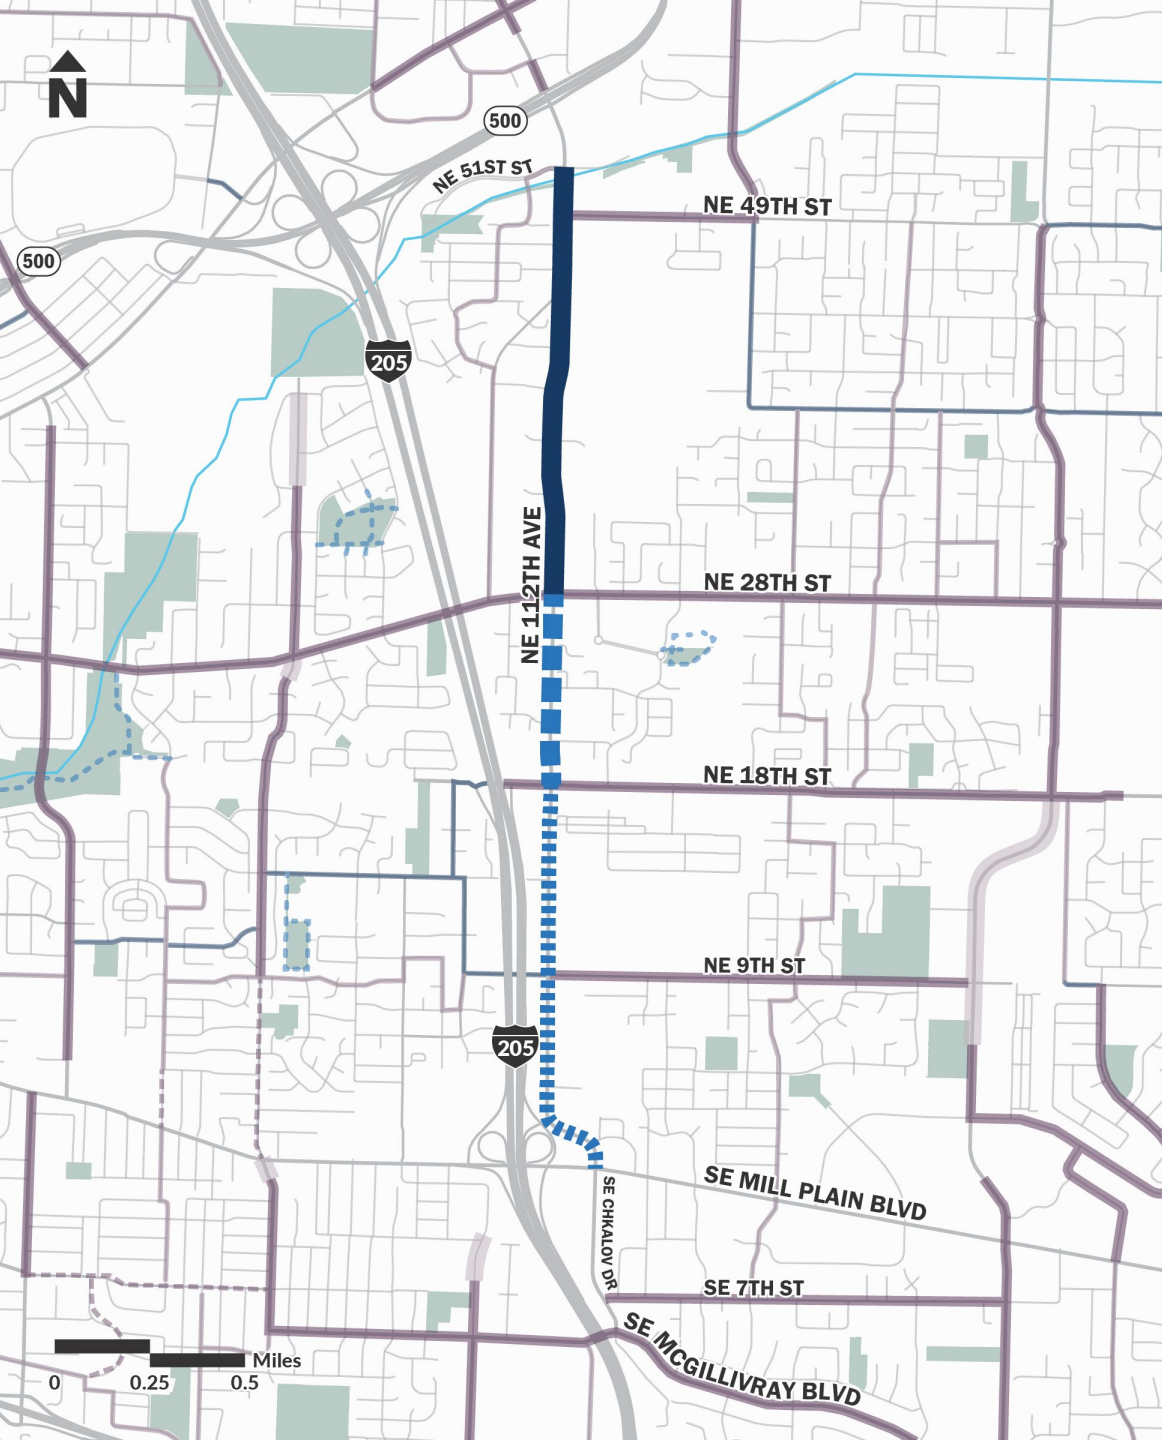 N
500
NE 51ST ST
NE 49TH ST
500
205
NE 112TH AVE
NE 28TH ST
NE 18TH ST
NE 9TH ST
205
SE MILL PLAIN BLVD
SE CHKALOV DR
SE 7TH ST
SE MCGILLIVRAY BLVD
Miles
0 0.25 0.5